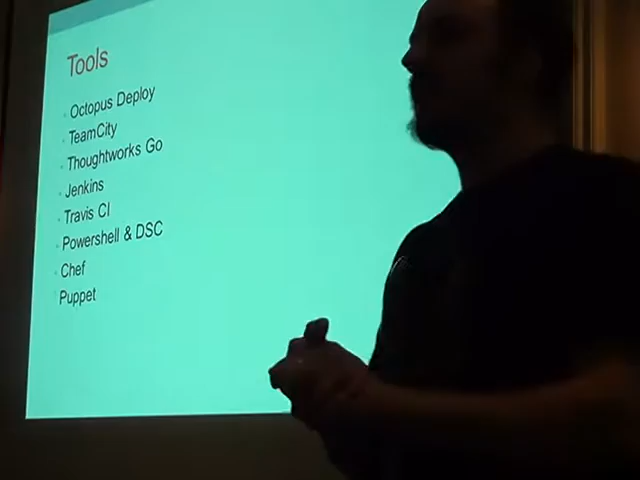 Tools
Octopus Deploy
TeamCity
Thoughtworks Go
Jenkins
Travis CI
Powershell & DSC
Chef
Puppet